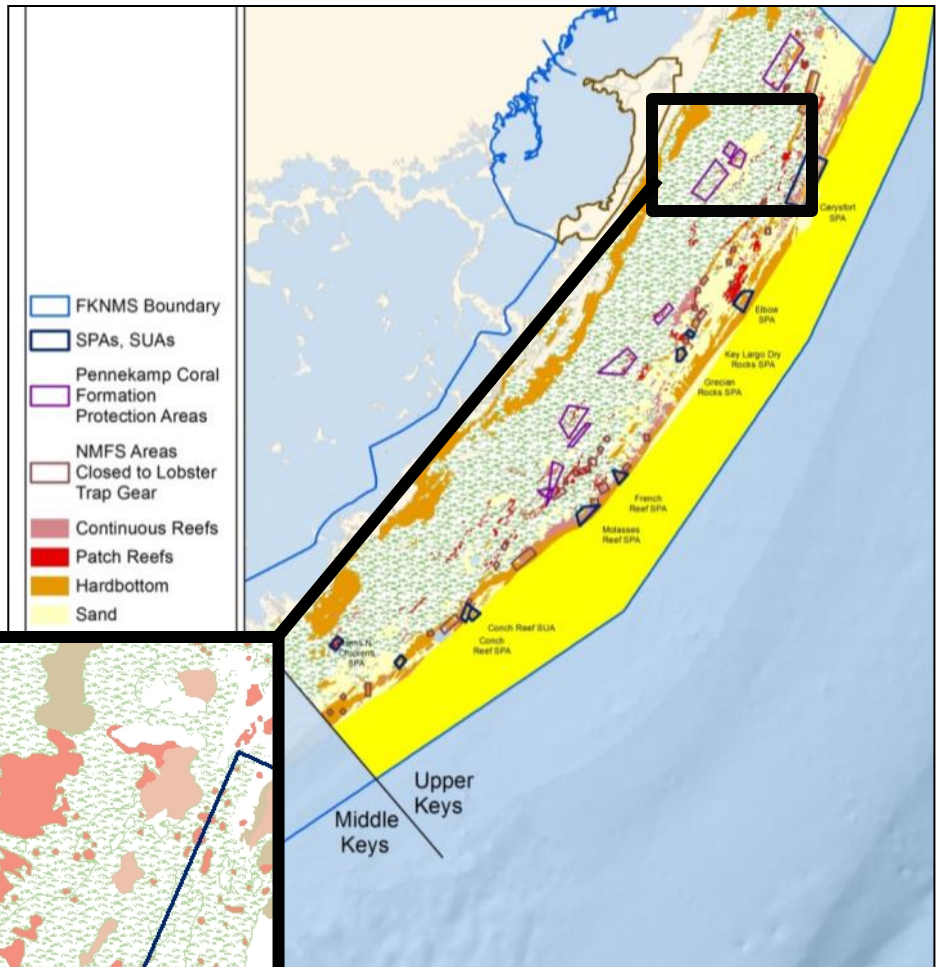 FKNMS Boundary
SPAs, SUAs
Pennekamp Coral
Formation
Protection Areas
NMFS Areas
Closed to Lobster
Trap Gear
Continuous Reefs
Patch Reefs
Hardbottom
Sand
Carysfort
SPA
Elbow
SPA
Key Largo Dry
Rocks SPA
Grecian
Rocks SPA
French
Reef SPA
Molasses
Reef SPA
Conch Reef SUA
Conch
Reef SPA
Chickens
SPA
Upper
Keys
Middle
Keys